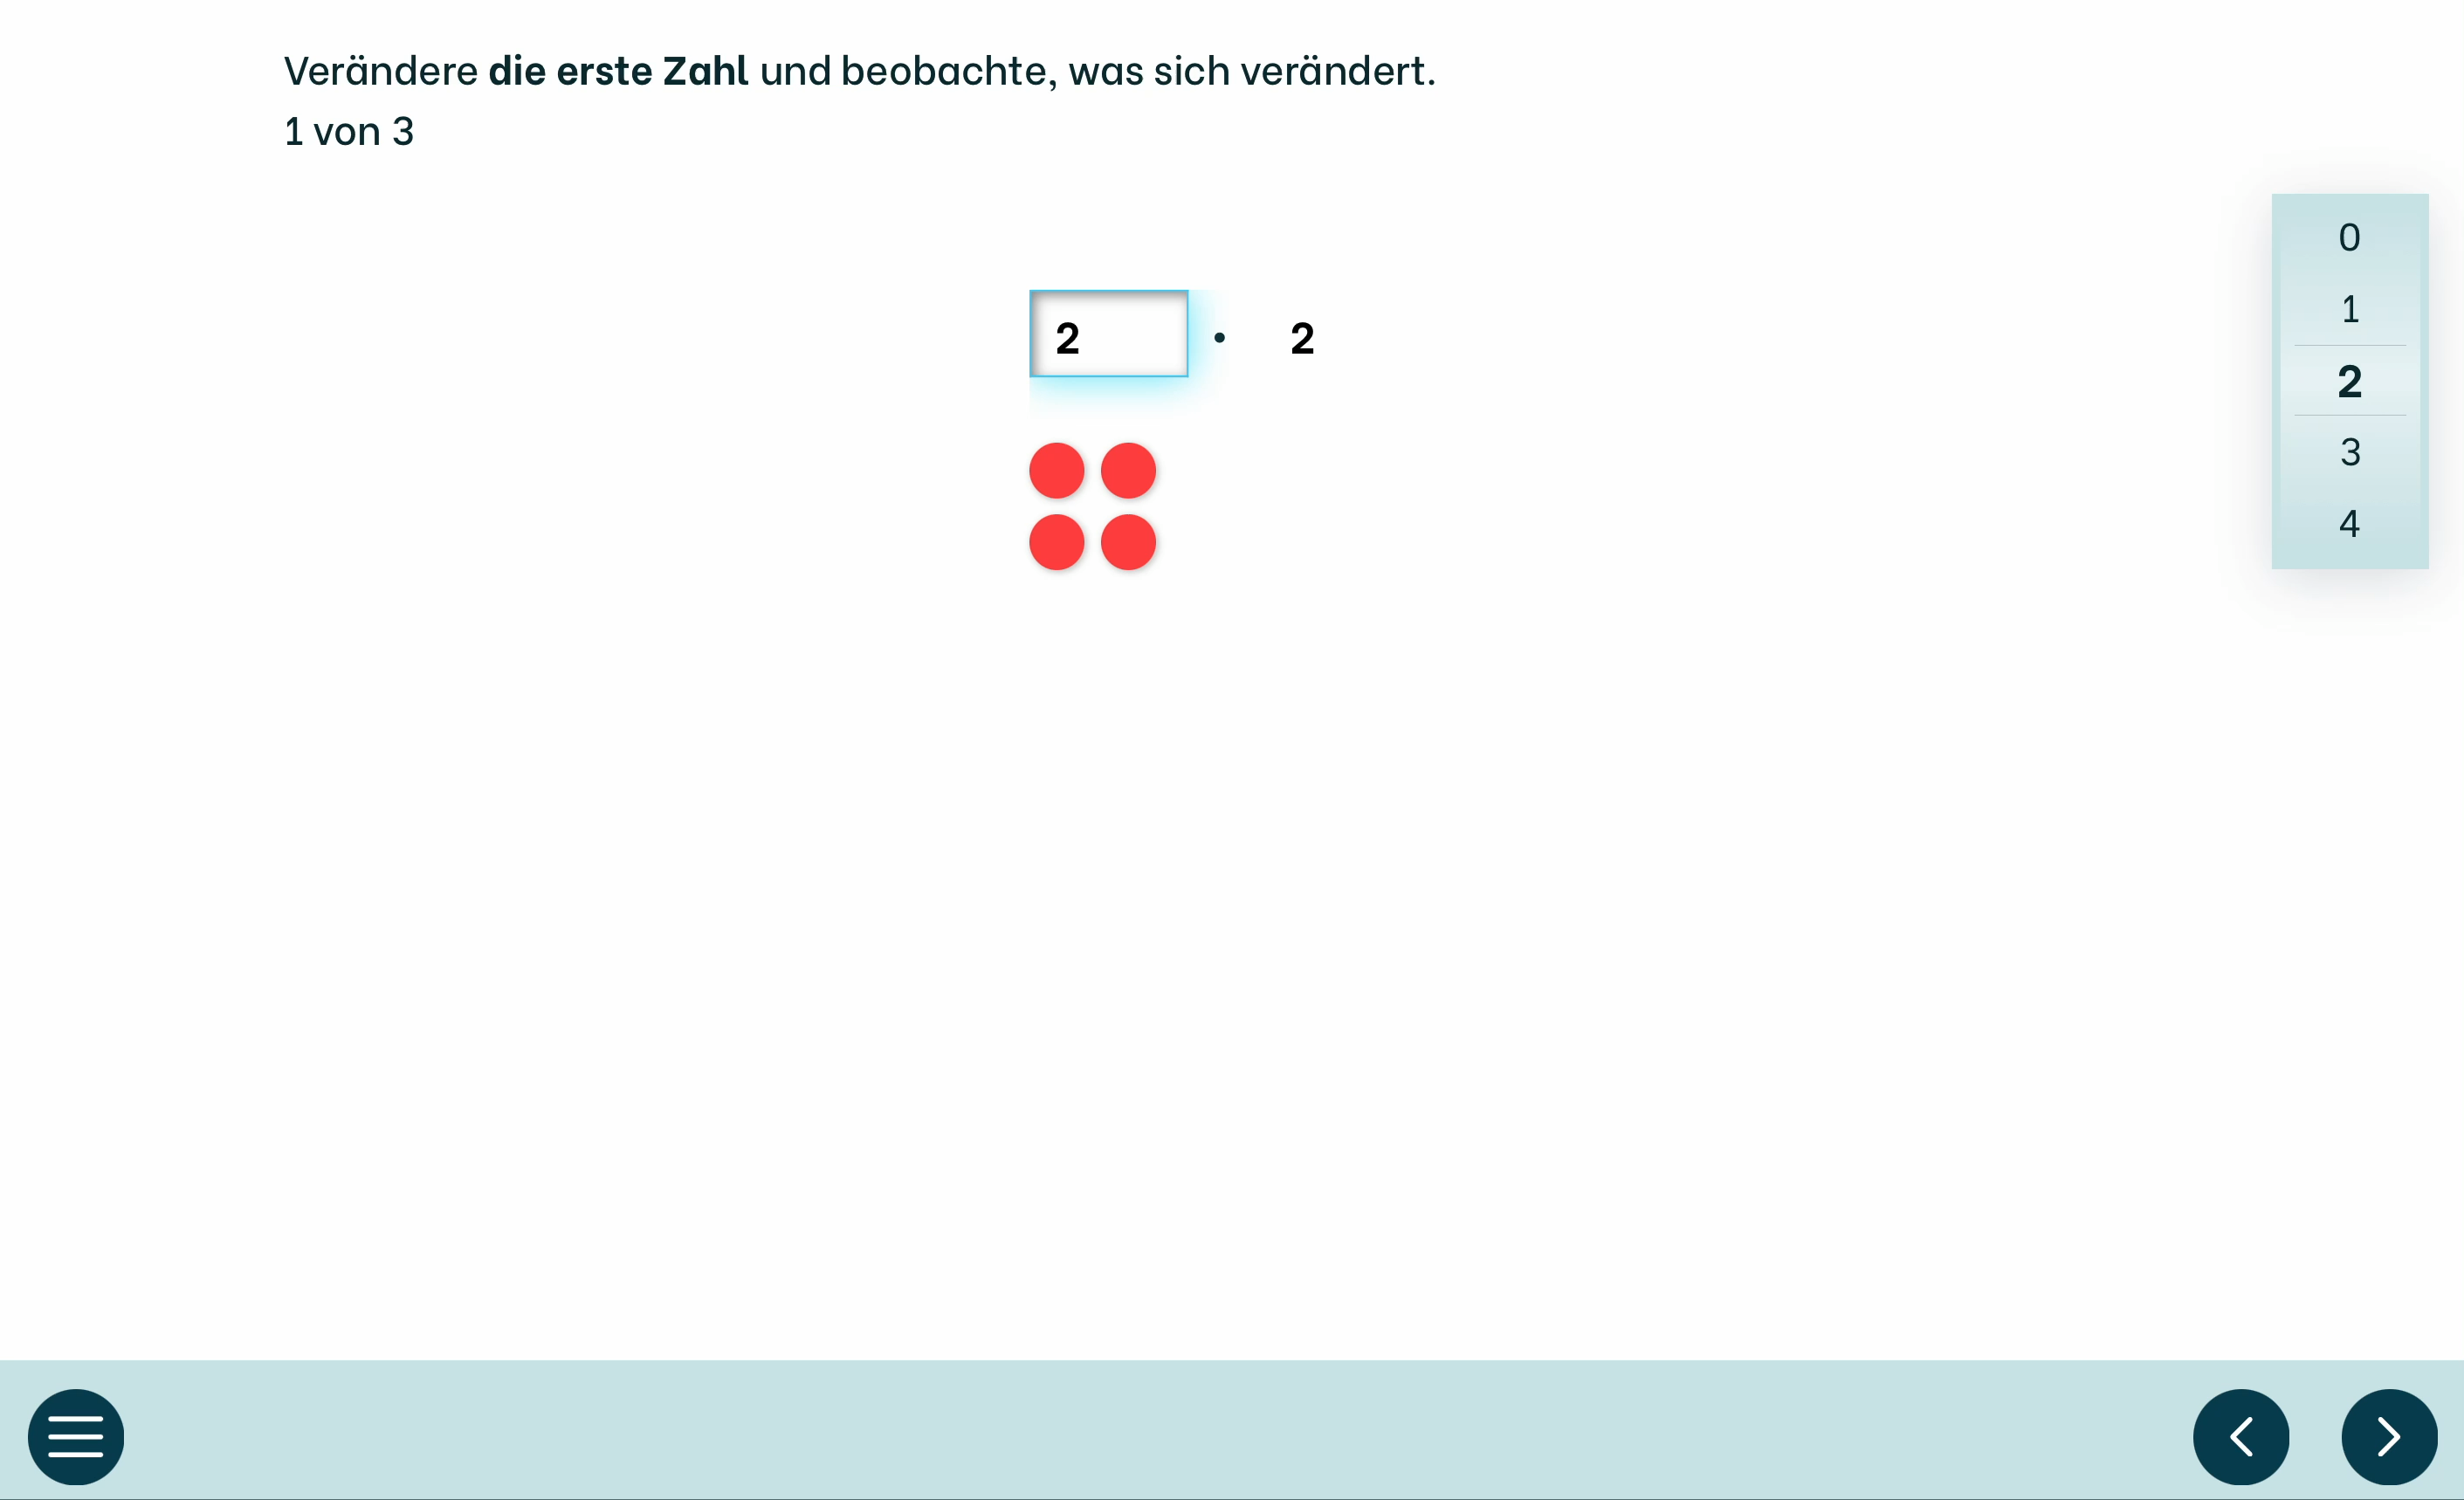 Verändere die erste Zahl und beobachte, was sich verändert.
1 von 3
2 · 2
0
1
2
3
4